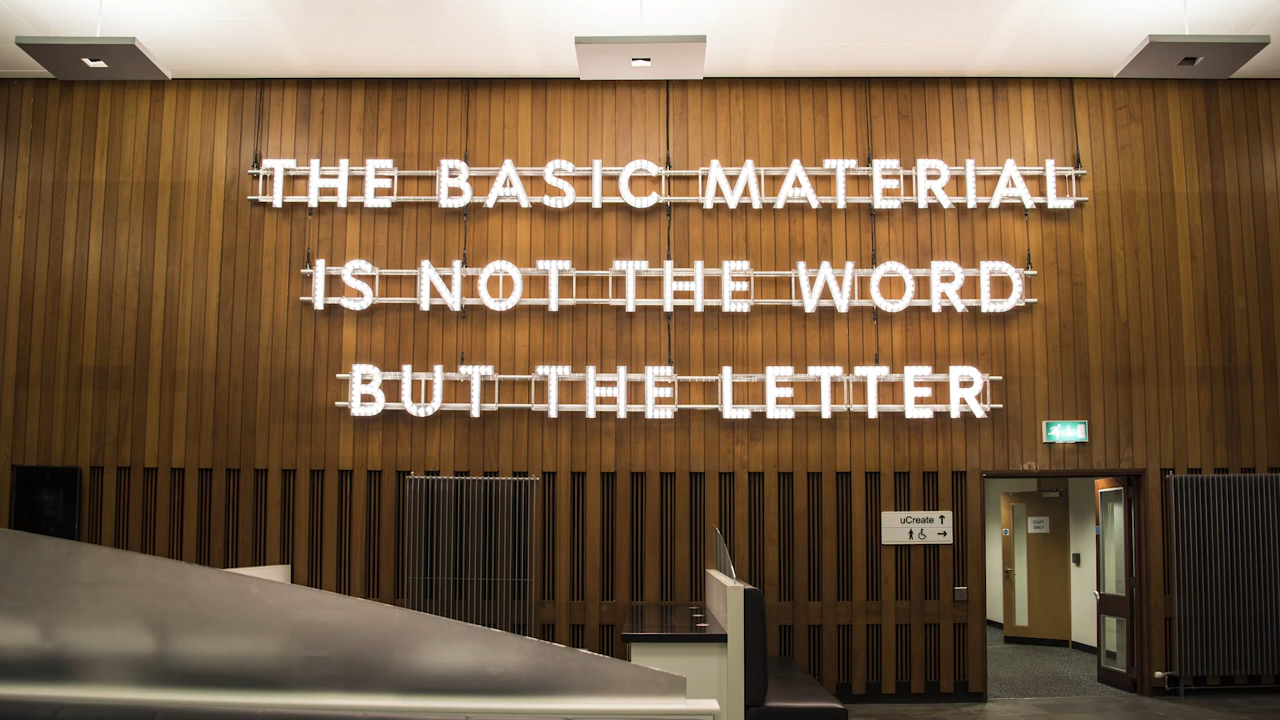 THE BASIC MATERIAL
IS NOT THE WORD
BUT THE LETTER
uCreate ↑
→
STAFF
ONLY